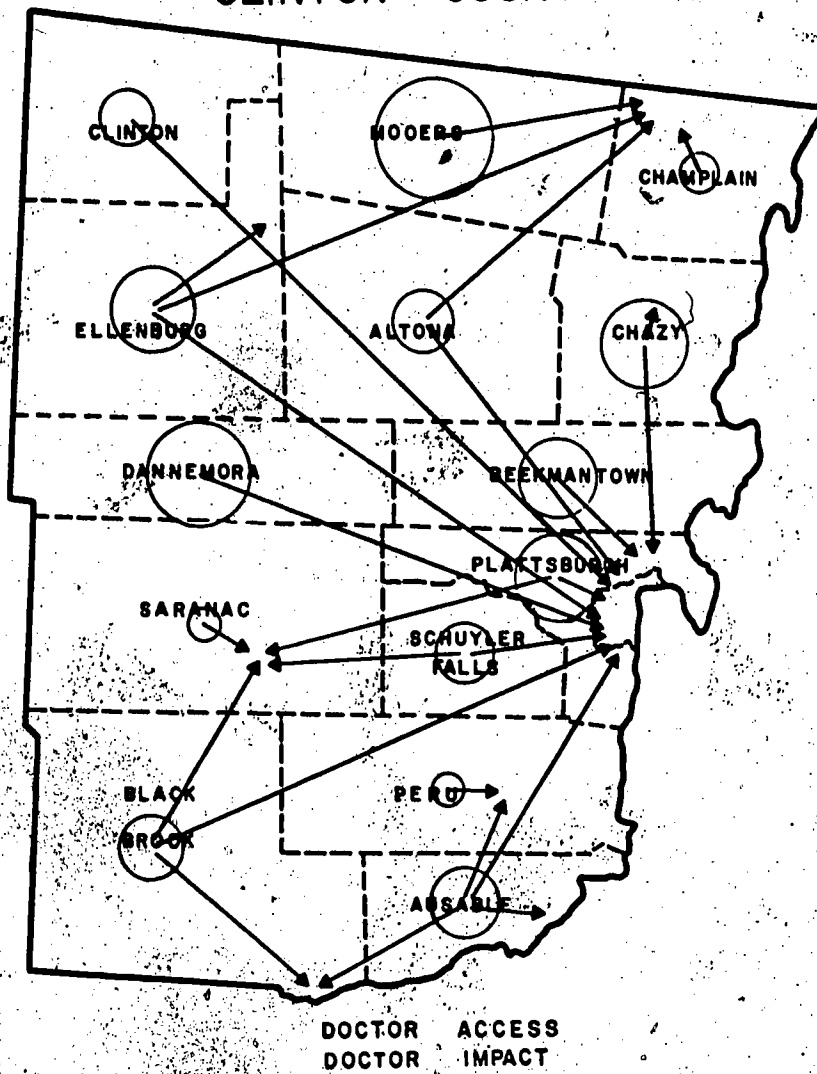 CLINTON
MOOERS
CHAMPLAIN
ELLENBURG
ALTONA
CHAZY
DANNEMORA
BEEKMANTOWN
PLATTSBURGH
SARANAC
SCHUYLER
FALLS
BLACK
BROOK
PERU
AUSABLE
DOCTOR ACCESS
DOCTOR IMPACT